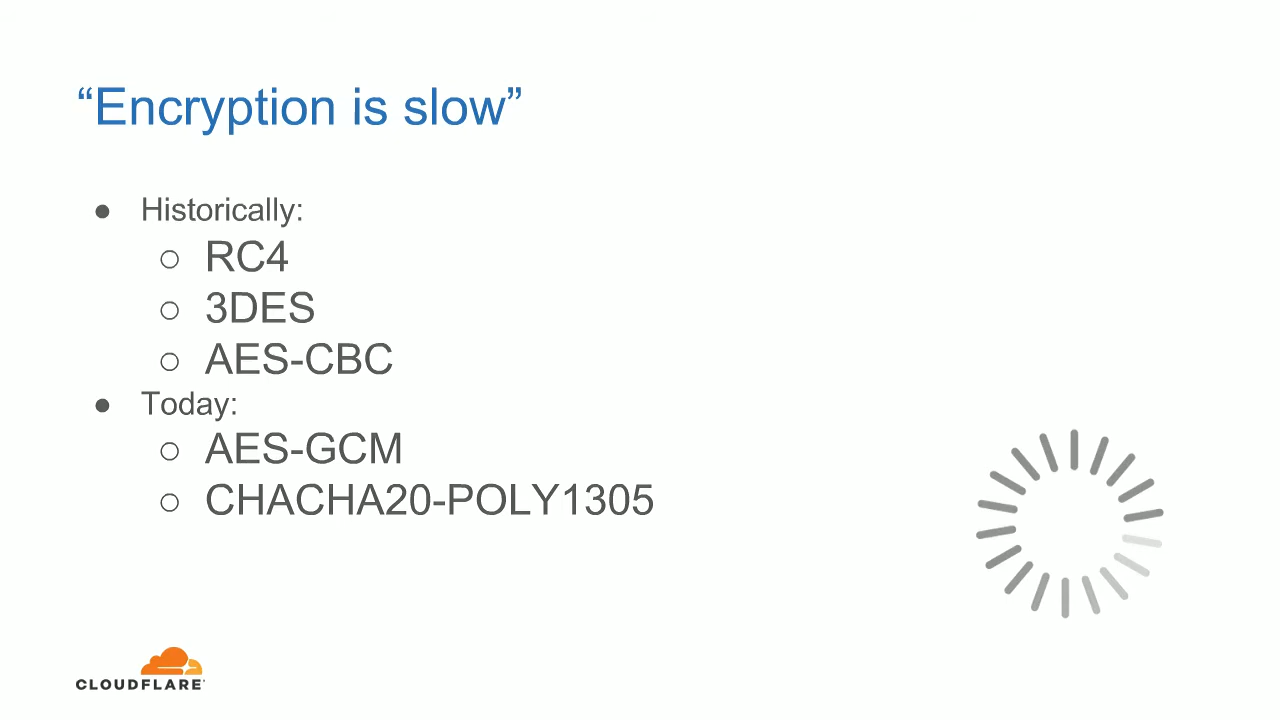 “Encryption is slow”
● Historically:
○ RC4
○ 3DES
○ AES-CBC
● Today:
○ AES-GCM
○ CHACHA20-POLY1305
CLOUDFLARE